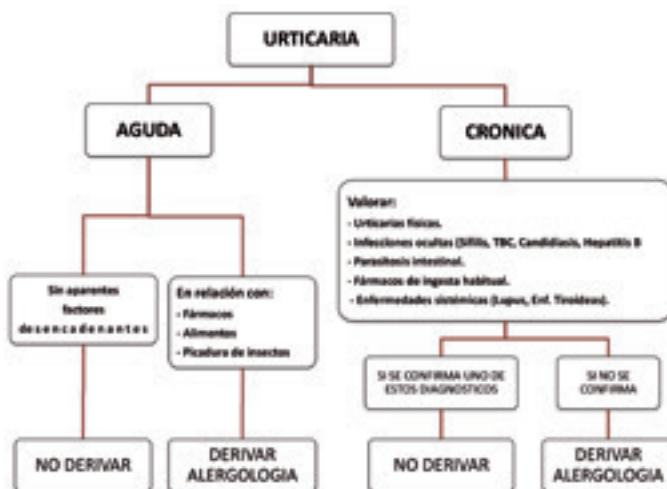 URTICARIA
AGUDA
CRONICA
Valorar:
- Urticarias físicas.
- Infecciones ocultas (Sífilis, TBC, Candidiasis, Hepatitis B
- Parasitosis intestinal.
- Fármacos de ingesta habitual.
- Enfermedades sistémicas (Lupus, Enf. Tiroideas).
Sin aparentes
factores
desencadenantes
En relación con:
- Fármacos
- Alimentos
- Picadura de insectos
SI SE CONFIRMA UNO DE
ESTOS DIAGNOSTICOS
SI NO SE
CONFIRMA
NO DERIVAR
DERIVAR
ALERGOLOGIA
NO DERIVAR
DERIVAR
ALERGOLOGIA